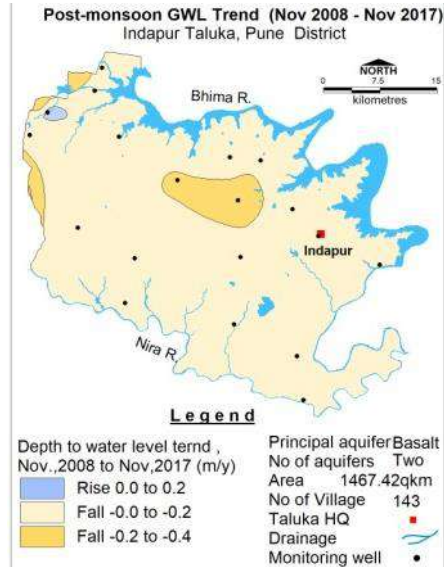 Post-monsoon GWL Trend (Nov 2008 - Nov 2017)
Indapur Taluka, Pune District
NORTH
0 7.5 15
kilometres
Bhima R.
Indapur
Nira R.
Legend
Depth to water level ternd ,
Nov.,2008 to Nov,2017 (m/y)
Rise 0.0 to 0.2
Fall -0.0 to -0.2
Fall -0.2 to -0.4
Principal aquifer Basalt
No of aquifers Two
Area 1467.42qkm
No of Village 143
Taluka HQ
Drainage
Monitoring well